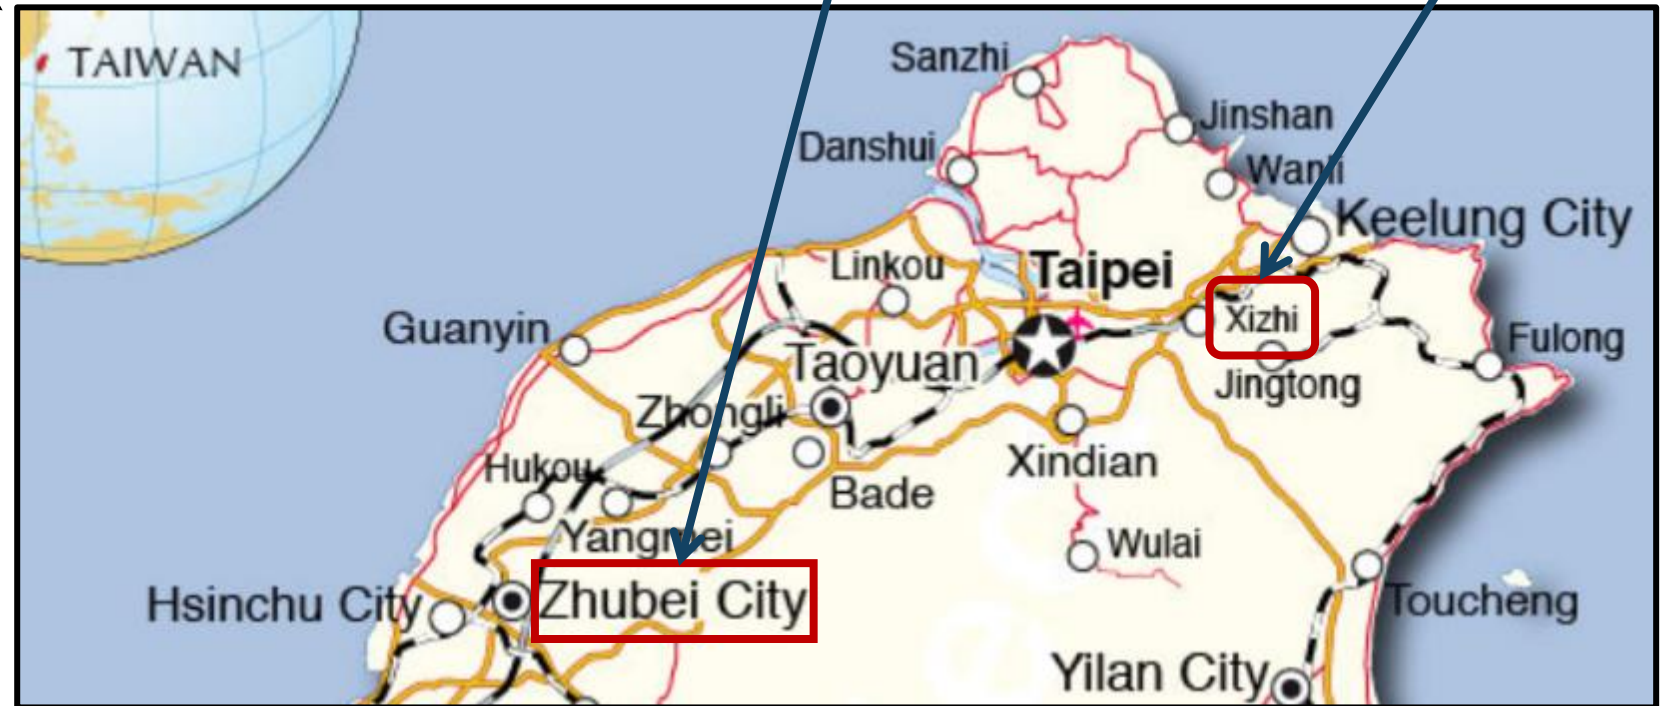 TAIWAN
Sanzhi
Jinshan
Danshui
Wanli
Keelung City
Linkou
Taipei
Guanyin
Xizhi
Fulong
Taoyuan
Jingtong
Zhongli
Hukou
Xindian
Bade
Yangmei
Wulai
Hsinchu City
Zhubei City
Toucheng
Yilan City